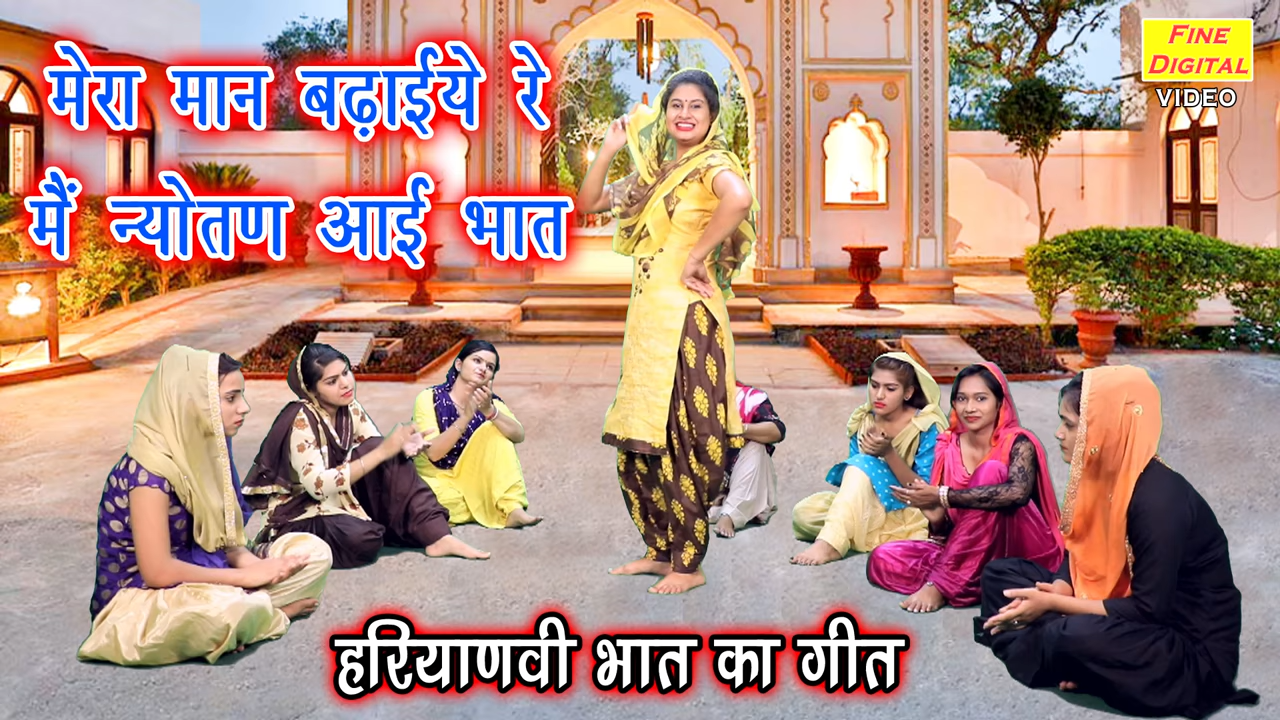 मेरा मान बढ़ाईये रे
मैं न्योतण आई भात
FINE
DIGITAL
VIDEO
हरियाणवी भात का गीत